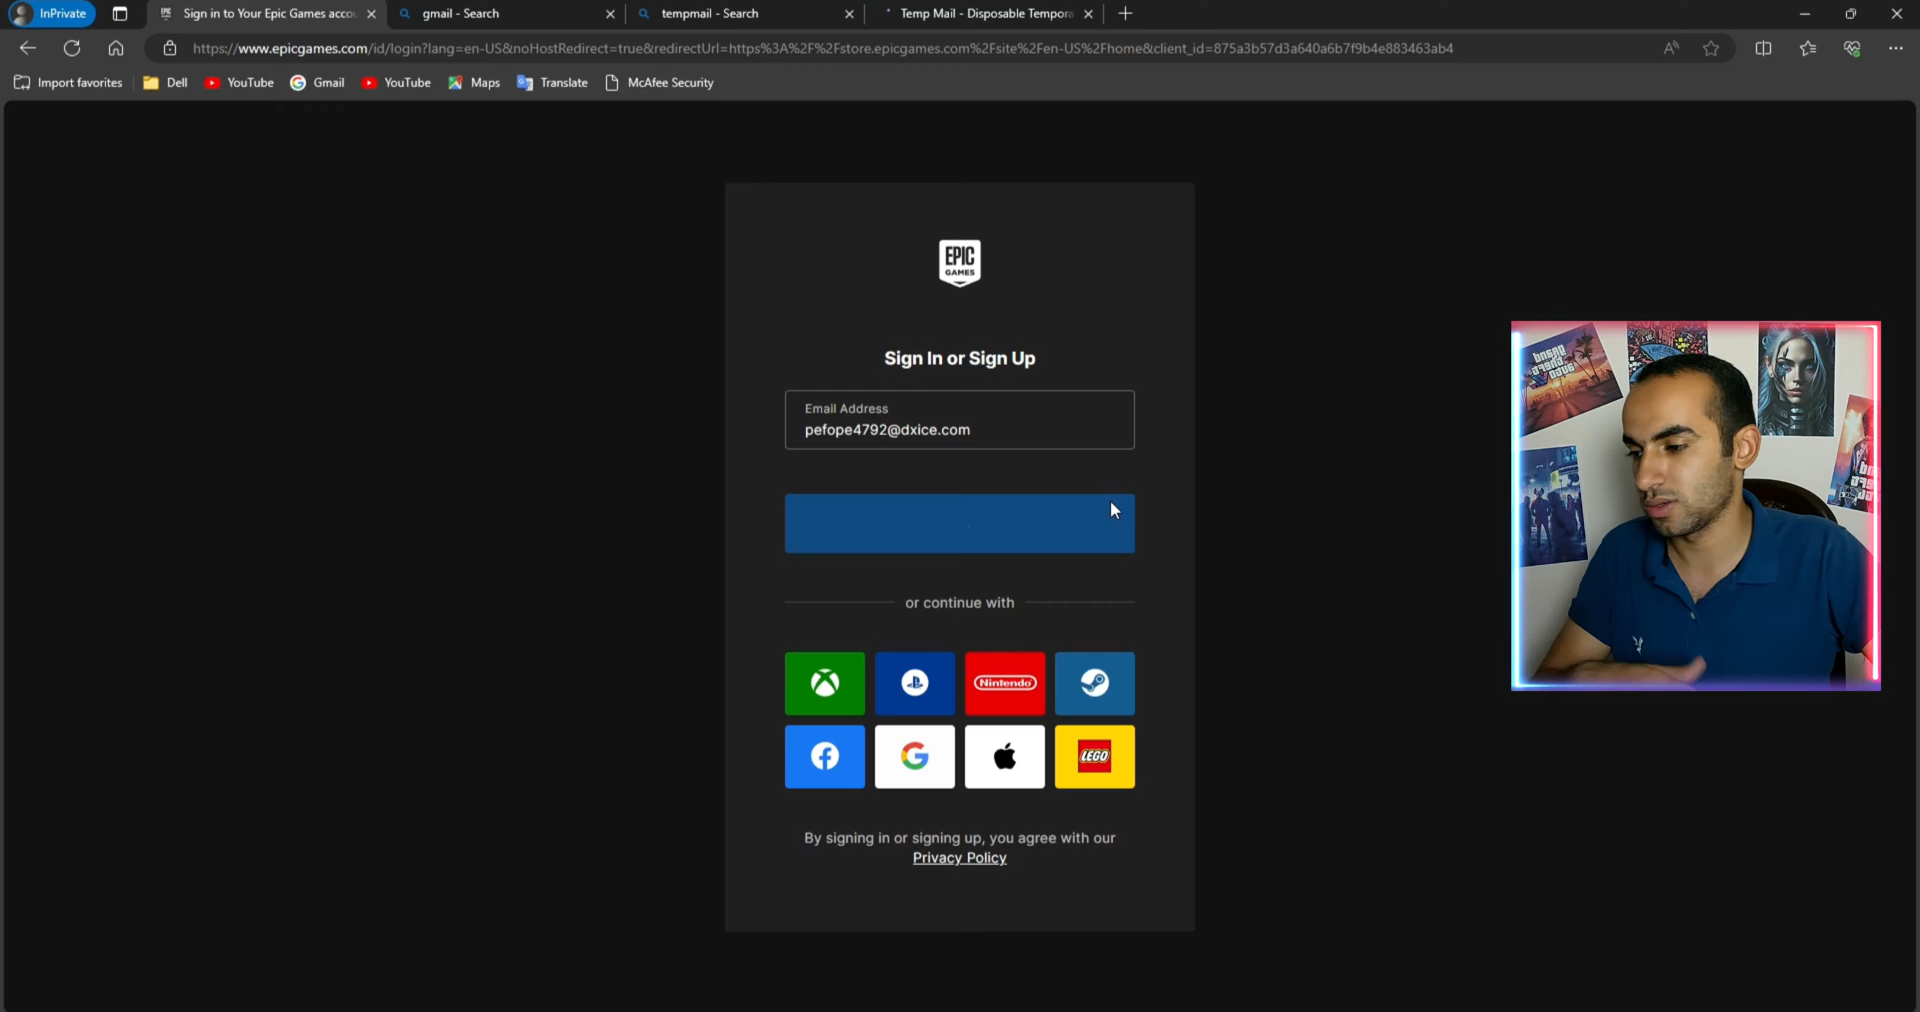 InPrivate
Sign in to Your Epic Games accou
gmail - Search
tempmail - Search
Temp Mail - Disposable Tempora
https://www.epicgames.com/id/login?lang=en-US&noHostRedirect=true&redirectUrl=https%3A%2F%2Fstore.epicgames.com%2Fsite%2Fen-US%2Fhome&client_id=875a3b57d3a640a6b7f9b4e883463ab4
Import favorites
Dell
YouTube
Gmail
YouTube
Maps
Translate
McAfee Security
EPIC
GAMES
Sign In or Sign Up
Email Address
pefope4792@dxice.com
or continue with
Nintendo
LEGO
By signing in or signing up, you agree with our
Privacy Policy